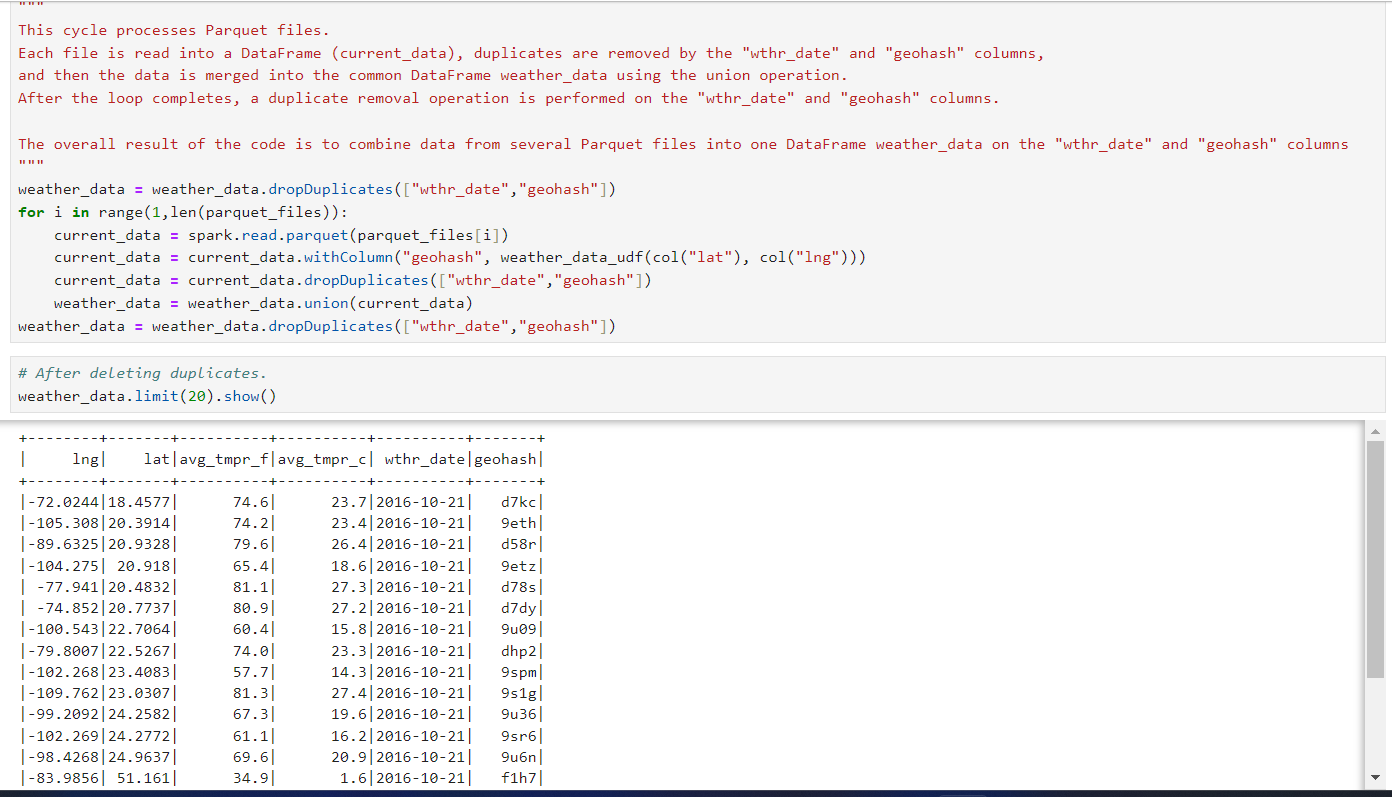 """
This cycle processes Parquet files.
Each file is read into a DataFrame (current_data), duplicates are removed by the "wthr_date" and "geohash" columns,
and then the data is merged into the common DataFrame weather_data using the union operation.
After the loop completes, a duplicate removal operation is performed on the "wthr_date" and "geohash" columns.

The overall result of the code is to combine data from several Parquet files into one DataFrame weather_data on the "wthr_date" and "geohash" columns
"""
weather_data = weather_data.dropDuplicates(["wthr_date","geohash"])
for i in range(1,len(parquet_files)):
    current_data = spark.read.parquet(parquet_files[i])
    current_data = current_data.withColumn("geohash", weather_data_udf(col("lat"), col("lng")))
    current_data = current_data.dropDuplicates(["wthr_date","geohash"])
    weather_data = weather_data.union(current_data)
weather_data = weather_data.dropDuplicates(["wthr_date","geohash"])
# After deleting duplicates.
weather_data.limit(20).show()
+--------+-------+----------+----------+----------+-------+
|     lng|    lat|avg_tmpr_f|avg_tmpr_c| wthr_date|geohash|
+--------+-------+----------+----------+----------+-------+
|-72.0244|18.4577|      74.6|      23.7|2016-10-21|   d7kc|
|-105.308|20.3914|      74.2|      23.4|2016-10-21|   9eth|
|-89.6325|20.9328|      79.6|      26.4|2016-10-21|   d58r|
|-104.275| 20.918|      65.4|      18.6|2016-10-21|   9etz|
| -77.941|20.4832|      81.1|      27.3|2016-10-21|   d78s|
| -74.852|20.7737|      80.9|      27.2|2016-10-21|   d7dy|
|-100.543|22.7064|      60.4|      15.8|2016-10-21|   9u09|
|-79.8007|22.5267|      74.0|      23.3|2016-10-21|   dhp2|
|-102.268|23.4083|      57.7|      14.3|2016-10-21|   9spm|
|-109.762|23.0307|      81.3|      27.4|2016-10-21|   9s1g|
|-99.2092|24.2582|      67.3|      19.6|2016-10-21|   9u36|
|-102.269|24.2772|      61.1|      16.2|2016-10-21|   9sr6|
|-98.4268|24.9637|      69.6|      20.9|2016-10-21|   9u6n|
|-83.9856| 51.161|      34.9|       1.6|2016-10-21|   f1h7|